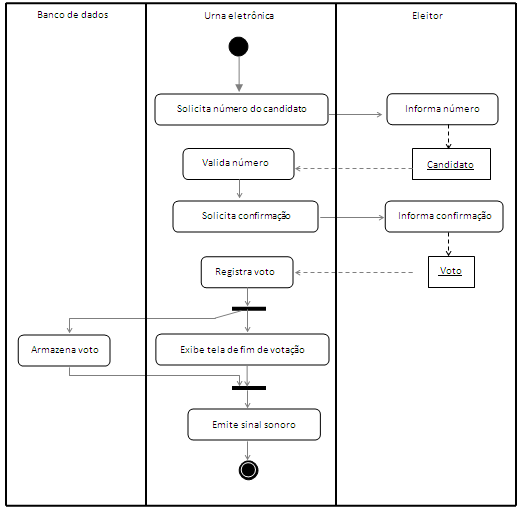 Banco de dados
Urna eletrônica
Eleitor
Solicita número do candidato
Informa número
Valida número
Candidato
Solicita confirmação
Informa confirmação
Registra voto
Voto
Armazena voto
Exibe tela de fim de votação
Emite sinal sonoro